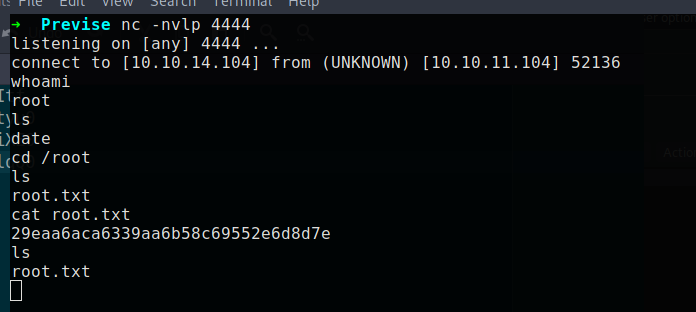 File Edit View Search Terminal Help
→ Previse nc -nvlp 4444
listening on [any] 4444 ...
connect to [10.10.14.104] from (UNKNOWN) [10.10.11.104] 52136
whoami
root
ls
date
cd /root
ls
root.txt
cat root.txt
29eaa6aca6339aa6b58c69552e6d8d7e
ls
root.txt